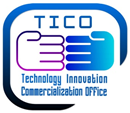 TICO
Technology Innovation
Commercialization Office